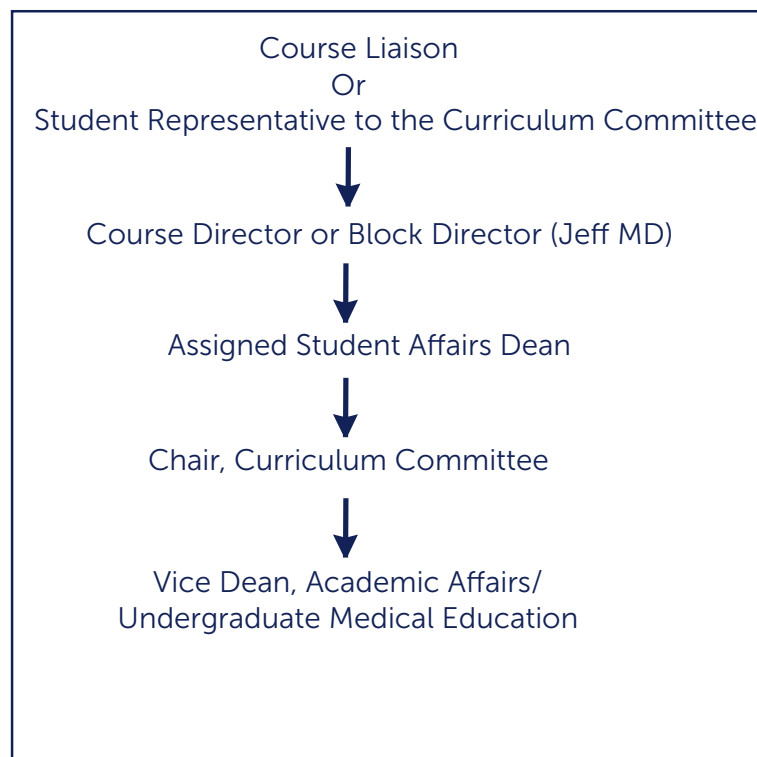 Course Liaison
Or
Student Representative to the Curriculum Committee
Course Director or Block Director (Jeff MD)
Assigned Student Affairs Dean
Chair, Curriculum Committee
Vice Dean, Academic Affairs/
Undergraduate Medical Education